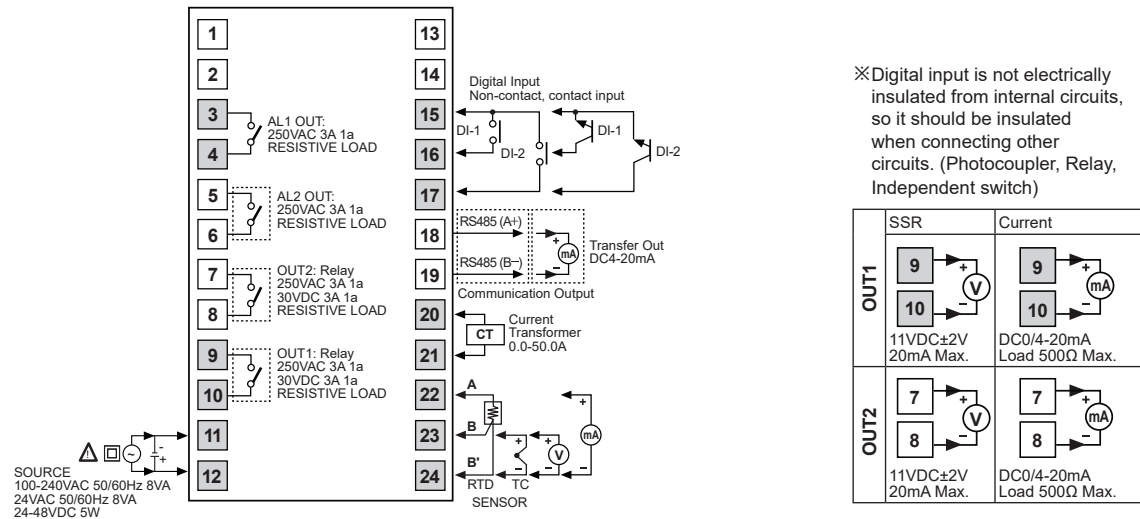 1
2
3
4
AL1 OUT:
250VAC 3A 1a
RESISTIVE LOAD
5
6
AL2 OUT:
250VAC 3A 1a
RESISTIVE LOAD
7
8
OUT2: Relay
250VAC 3A 1a
30VDC 3A 1a
RESISTIVE LOAD
9
10
OUT1: Relay
250VAC 3A 1a
30VDC 3A 1a
RESISTIVE LOAD
11
12
~
- +
SOURCE
100-240VAC 50/60Hz 8VA
24VAC 50/60Hz 8VA
24-48VDC 5W
13
14
15
16
17
Digital Input
Non-contact, contact input
DI-1
DI-2
DI-1
DI-2
18
19
RS485 (A+)
RS485 (B−)
+
mA
−
Transfer Out
DC4-20mA
Communication Output
20
21
CT
Current
Transformer
0.0-50.0A
22
23
24
A
B
B'
RTD
+
−
TC
+
V
−
+
mA
−
SENSOR
※Digital input is not electrically
insulated from internal circuits,
so it should be insulated
when connecting other
circuits. (Photocoupler, Relay,
Independent switch)
SSR
Current
OUT1
9
10
+
V
−
11VDC±2V
20mA Max.
9
10
+
mA
−
DC0/4-20mA
Load 500Ω Max.
OUT2
7
8
+
V
−
11VDC±2V
20mA Max.
7
8
+
mA
−
DC0/4-20mA
Load 500Ω Max.